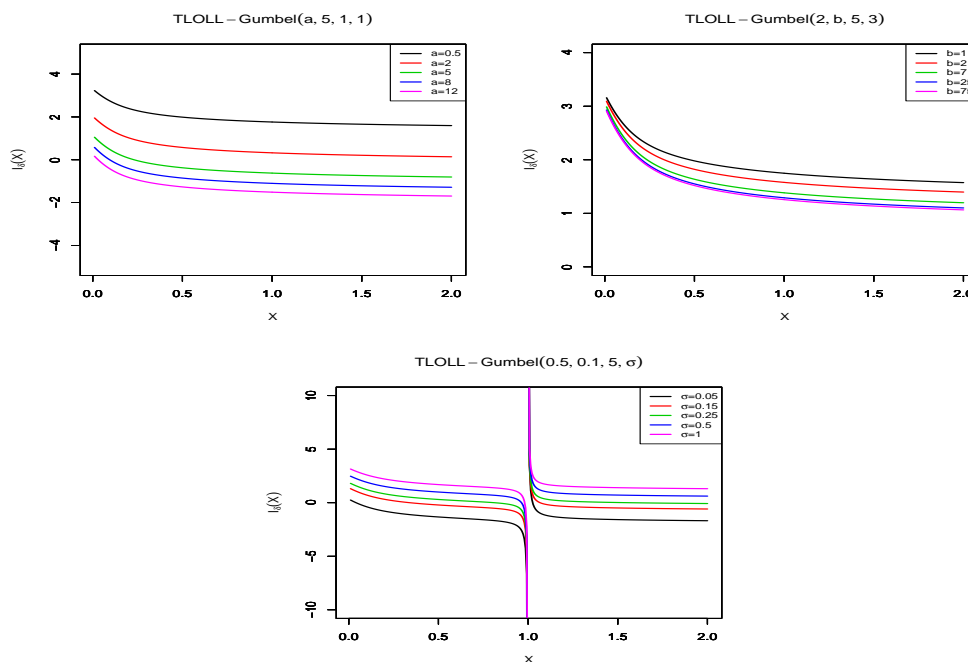 TLOLL − Gumbel(a, 5, 1, 1)
a=0.5
a=2
a=5
a=8
a=12
4
2
0
−2
−4
I_δ(X)
0.0 0.5 1.0 1.5 2.0
X
TLOLL − Gumbel(2, b, 5, 3)
b=1
b=2
b=7
4
3
2
1
0
I_δ(X)
0.0 0.5 1.0 1.5 2.0
X
TLOLL − Gumbel(0.5, 0.1, 5, σ)
σ=0.05
σ=0.15
σ=0.25
σ=0.5
σ=1
10
5
0
−5
−10
I_δ(X)
0.0 0.5 1.0 1.5 2.0
X